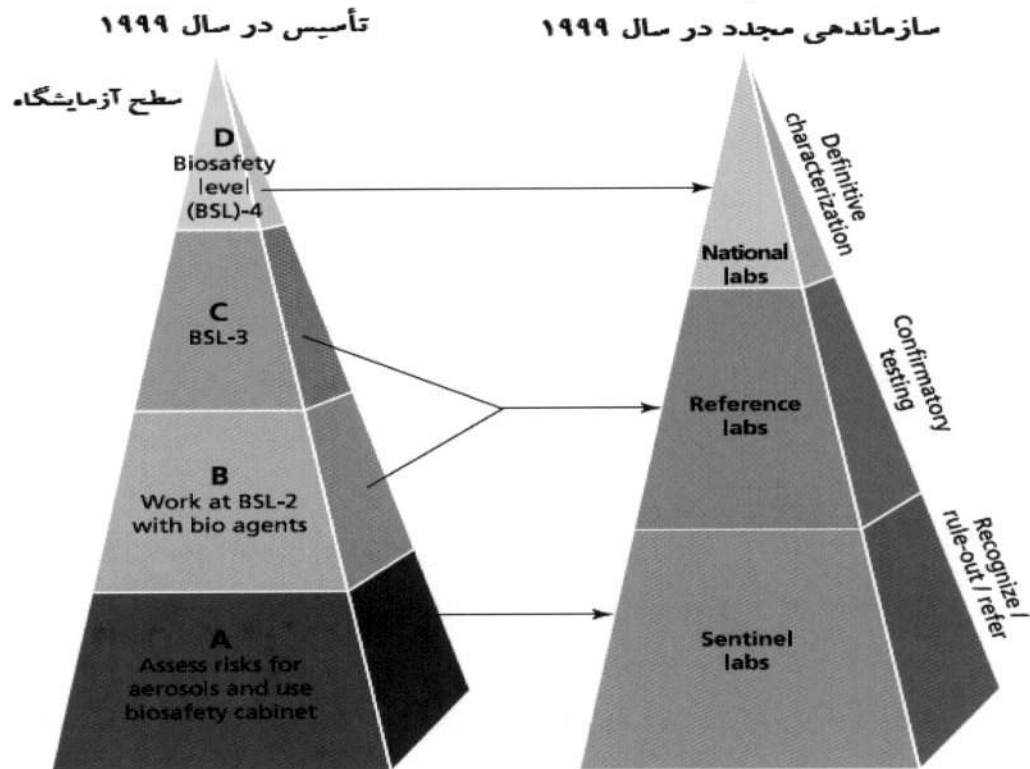 تأسیس در سال ۱۹۹۹
سازماندهی مجدد در سال ۱۹۹۹
سطح آزمایشگاه
D
Biosafety
level
(BSL)-4
C
BSL-3
B
Work at BSL-2
with bio agents
A
Assess risks for
aerosols and use
biosafety cabinet
National
labs
Reference
labs
Sentinel
labs
Definitive
characterization
Confirmatory
testing
Recognize /
rule-out / refer